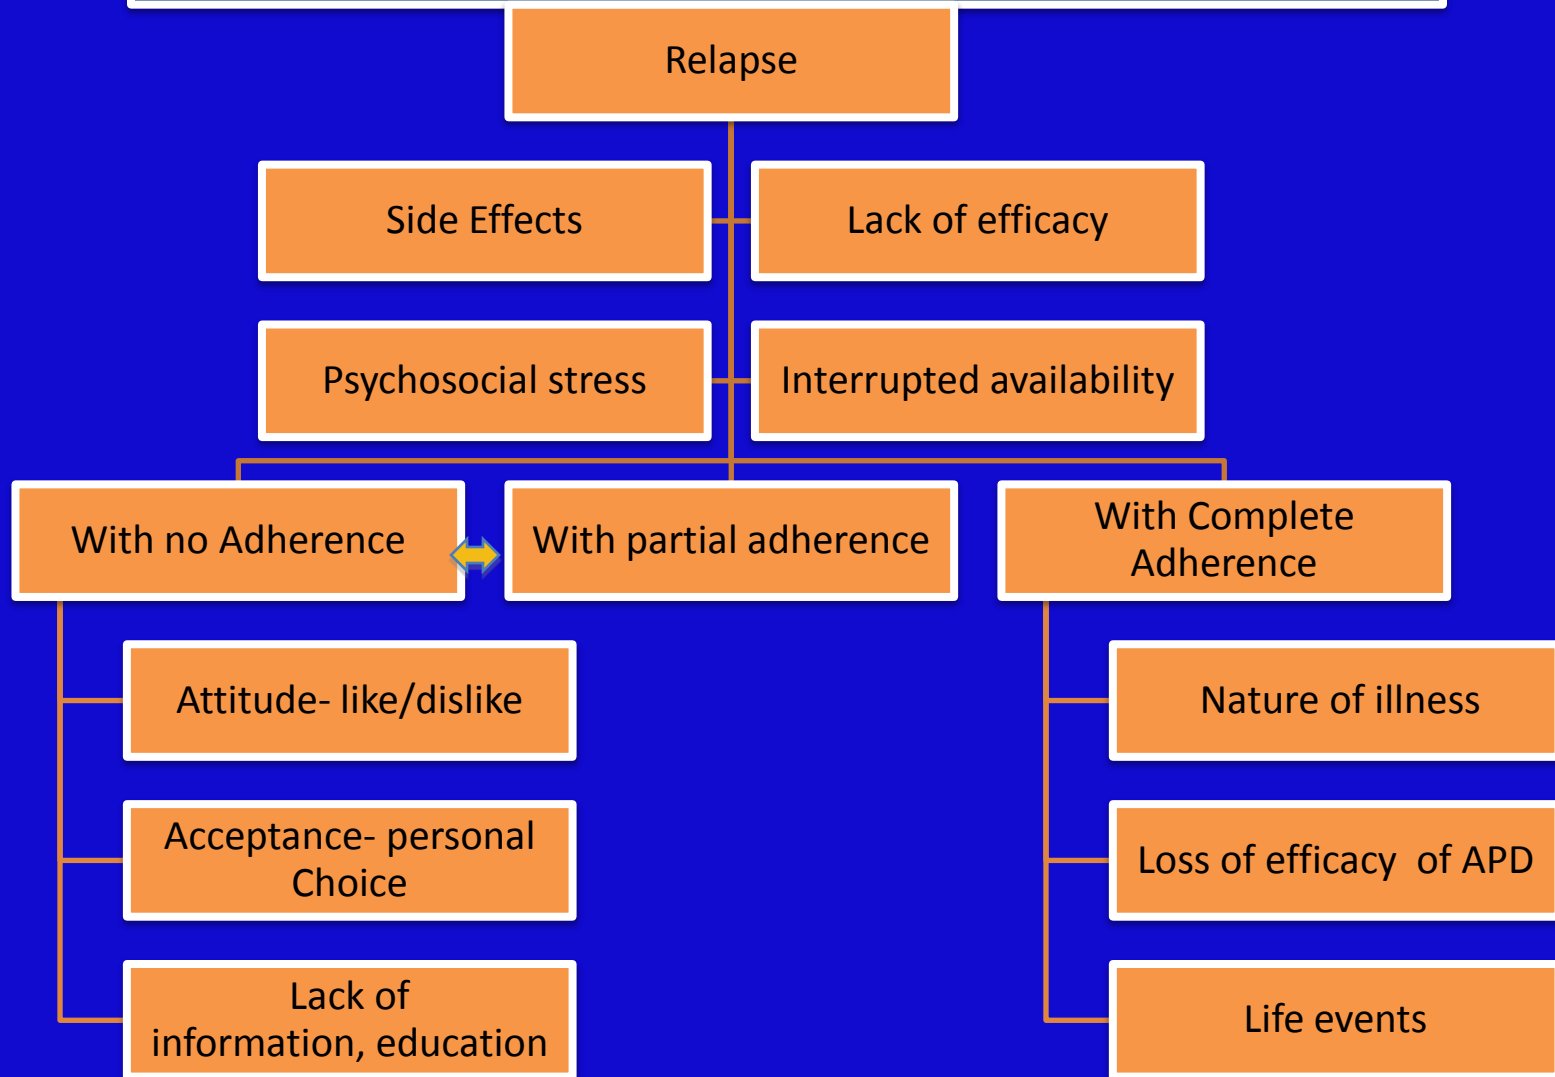 Relapse
Side Effects
Lack of efficacy
Psychosocial stress
Interrupted availability
With no Adherence
With partial adherence
With Complete
Adherence
Attitude- like/dislike
Nature of illness
Acceptance- personal
Choice
Loss of efficacy  of APD
Lack of
information, education
Life events